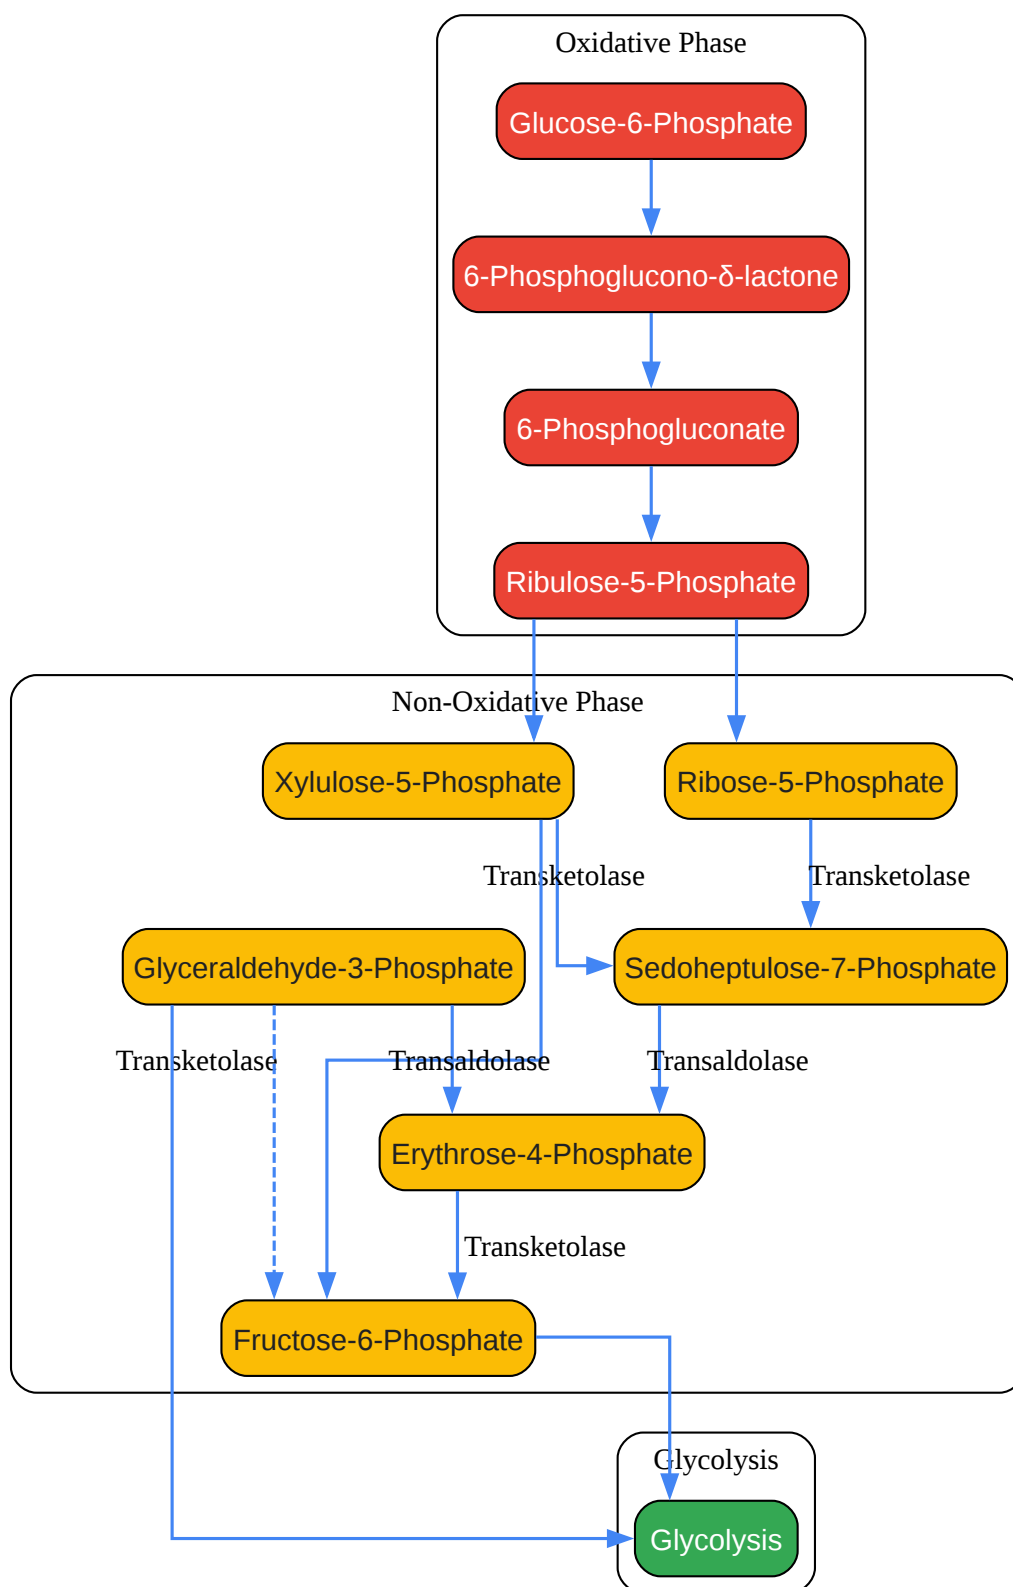 Oxidative Phase
Glucose-6-Phosphate
6-Phosphoglucono-δ-lactone
6-Phosphogluconate
Ribulose-5-Phosphate
Non-Oxidative Phase
Xylulose-5-Phosphate
Ribose-5-Phosphate
Transketolase
Transketolase
Glyceraldehyde-3-Phosphate
Sedoheptulose-7-Phosphate
Transketolase
Transaldolase
Transaldolase
Erythrose-4-Phosphate
Transketolase
Fructose-6-Phosphate
Glycolysis
Glycolysis